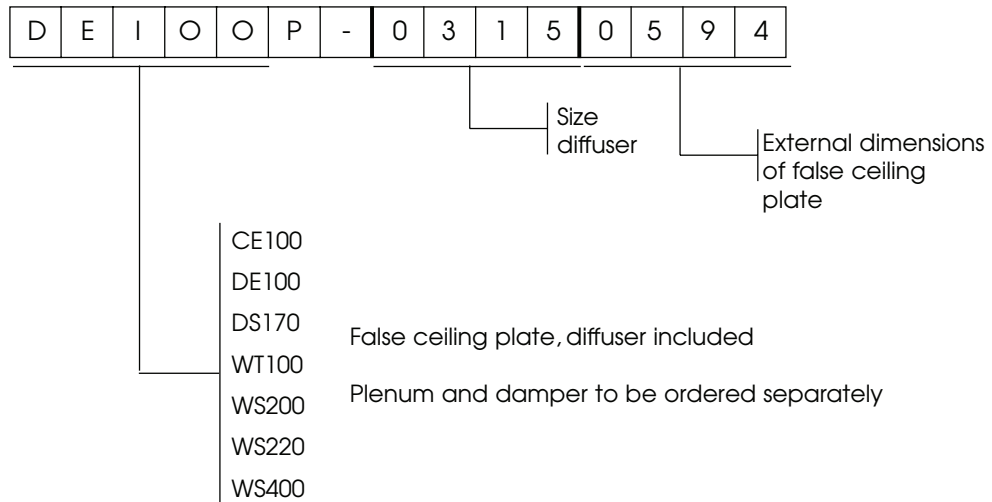 D E I O O P - 0 3 1 5 0 5 9 4
Size
diffuser
External dimensions
of false ceiling
plate
CE100
DE100
DS170
False ceiling plate, diffuser included
WT100
Plenum and damper to be ordered separately
WS200
WS220
WS400